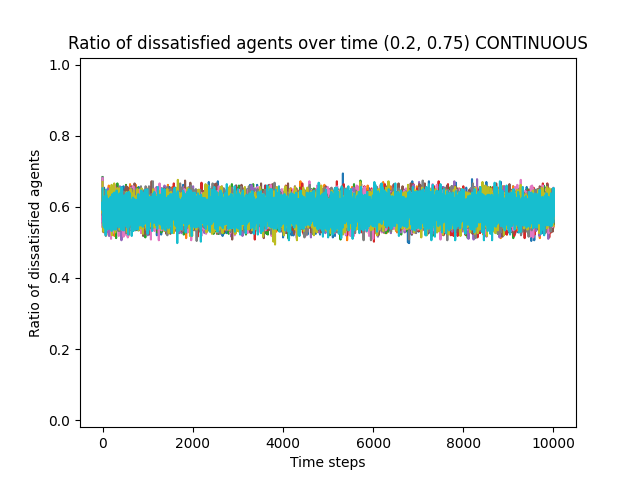 Ratio of dissatisfied agents over time (0.2, 0.75) CONTINUOUS
1.0
0.8
0.6
0.4
0.2
0.0
Ratio of dissatisfied agents
0 2000 4000 6000 8000 10000
Time steps